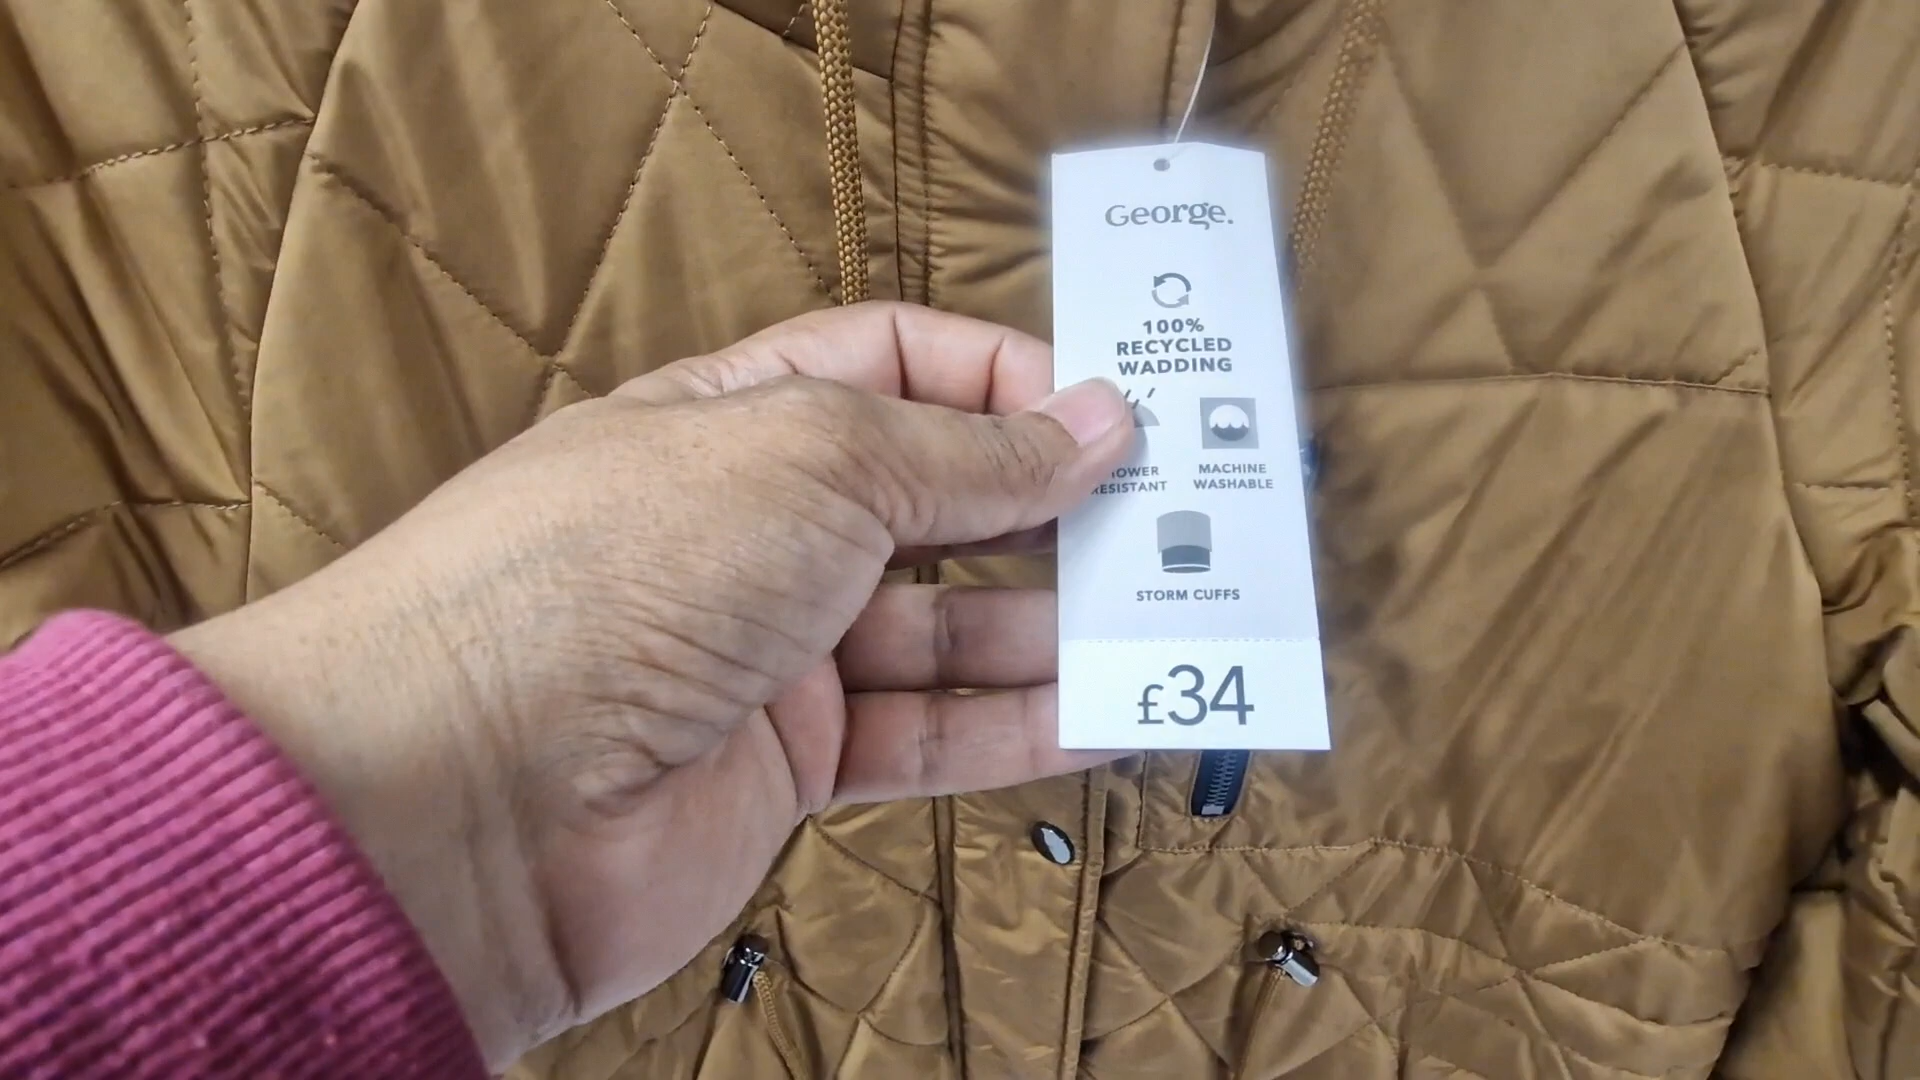 George.
100%
RECYCLED
WADDING
MACHINE
WASHABLE
STORM CUFFS
£34